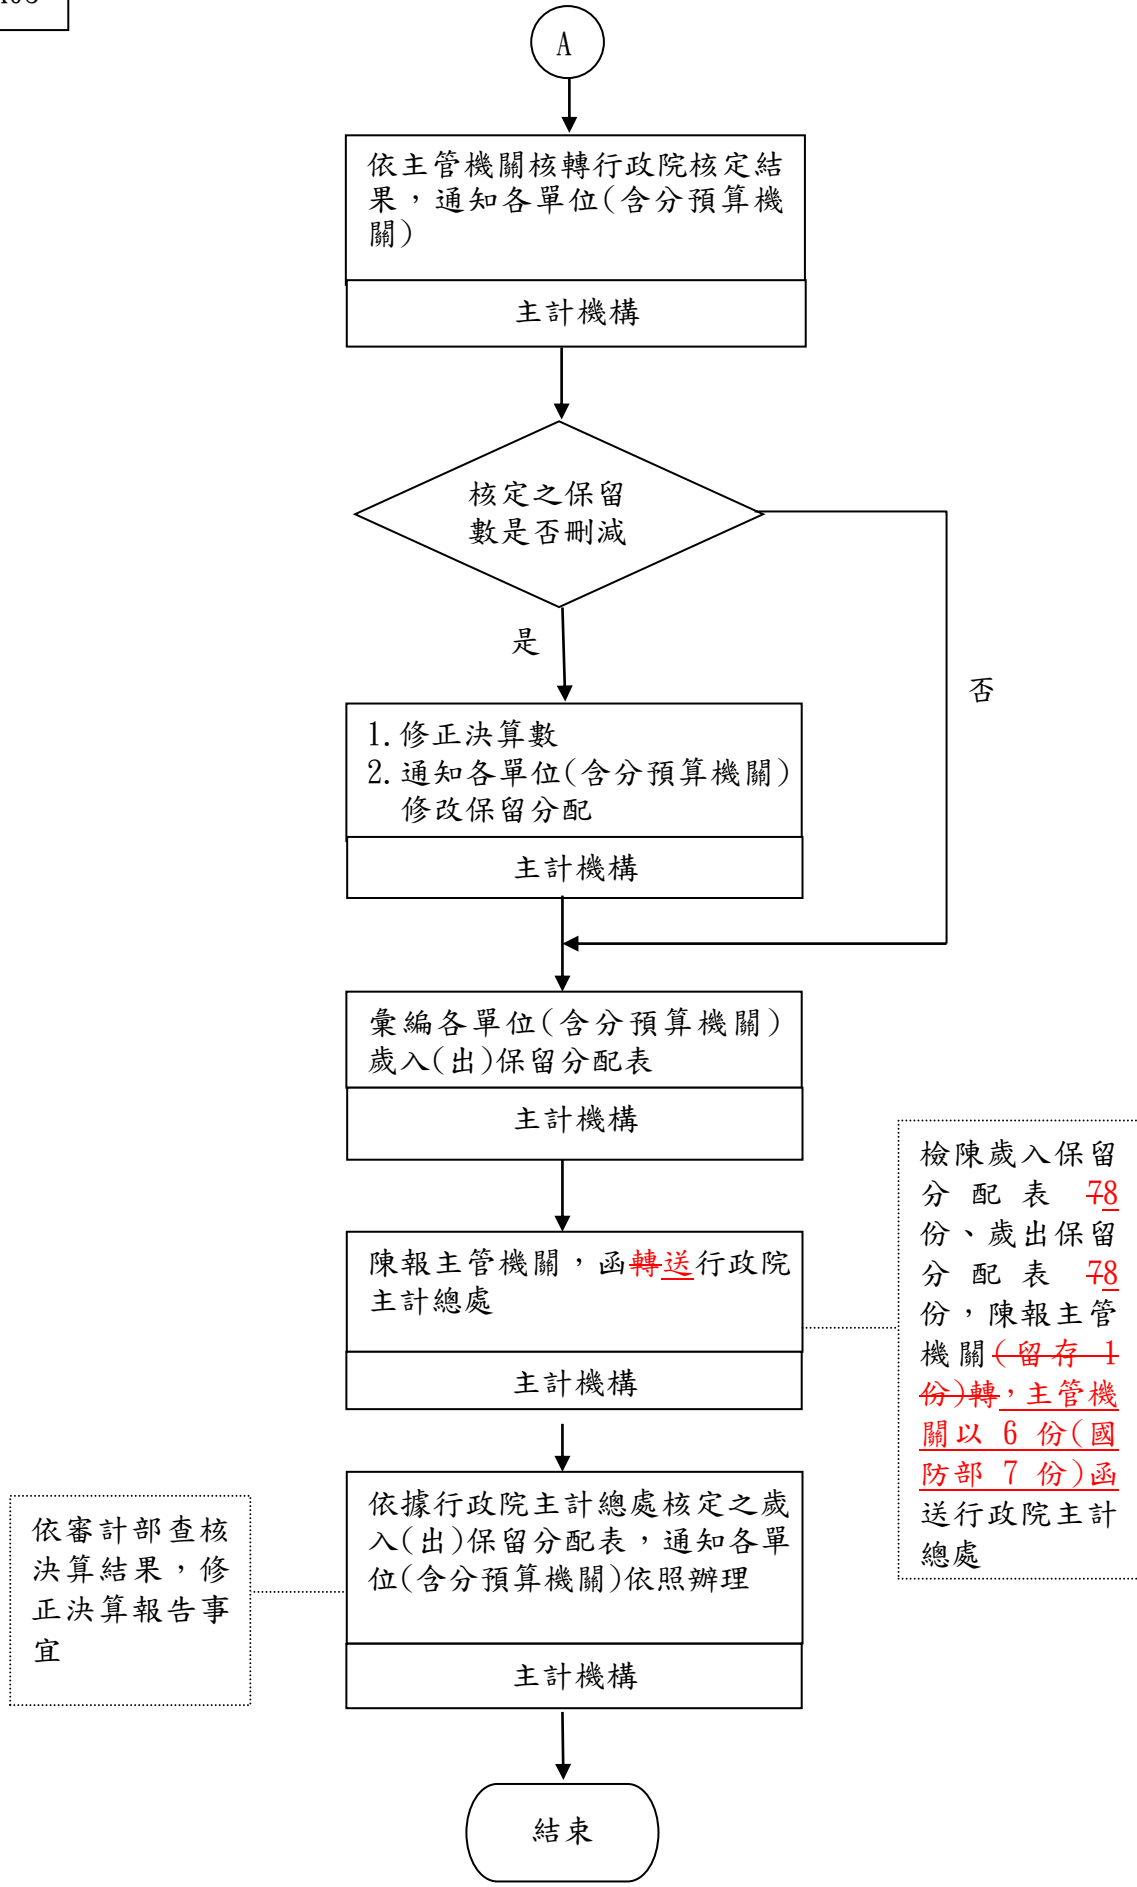 A
依主管機關核轉行政院核定結
果，通知各單位(含分預算機
關)
主計機構
核定之保留
數是否刪減
是
否
1.修正決算數
2.通知各單位(含分預算機關)
修改保留分配
主計機構
彙編各單位(含分預算機關)
歲入(出)保留分配表
主計機構
陳報主管機關，函轉送行政院
主計總處
主計機構
檢陳歲入保留
分配表 78
份、歲出保留
分配表 78
份，陳報主管
機關(留存 1
份)轉，主管機
關以 6 份(國
防部 7 份)函
送行政院主計
總處
依據行政院主計總處核定之歲
入(出)保留分配表，通知各單
位(含分預算機關)依照辦理
主計機構
依審計部查核
決算結果，修
正決算報告事
宜
結束